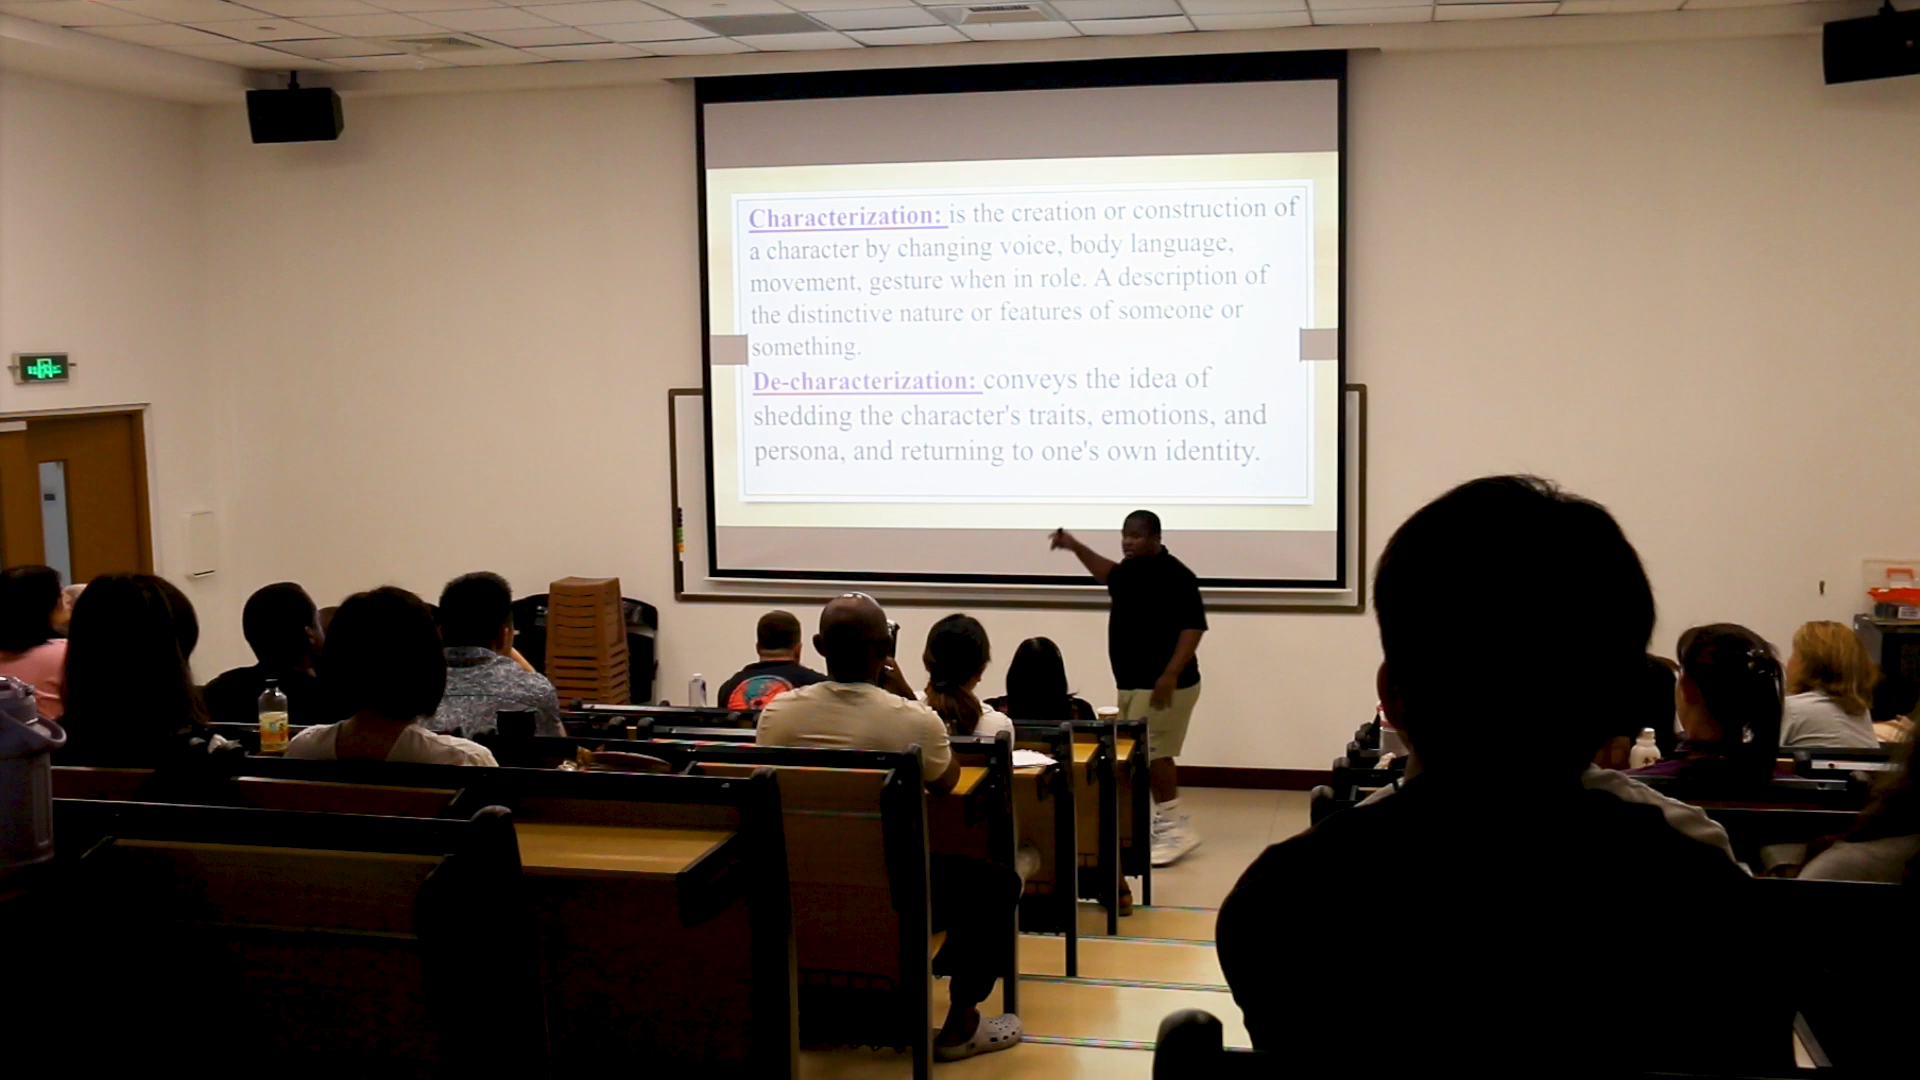 Characterization: is the creation or construction of
a character by changing voice, body language,
movement, gesture when in role. A description of
the distinctive nature or features of someone or
something.
De-characterization: conveys the idea of
shedding the character's traits, emotions, and
persona, and returning to one's own identity.